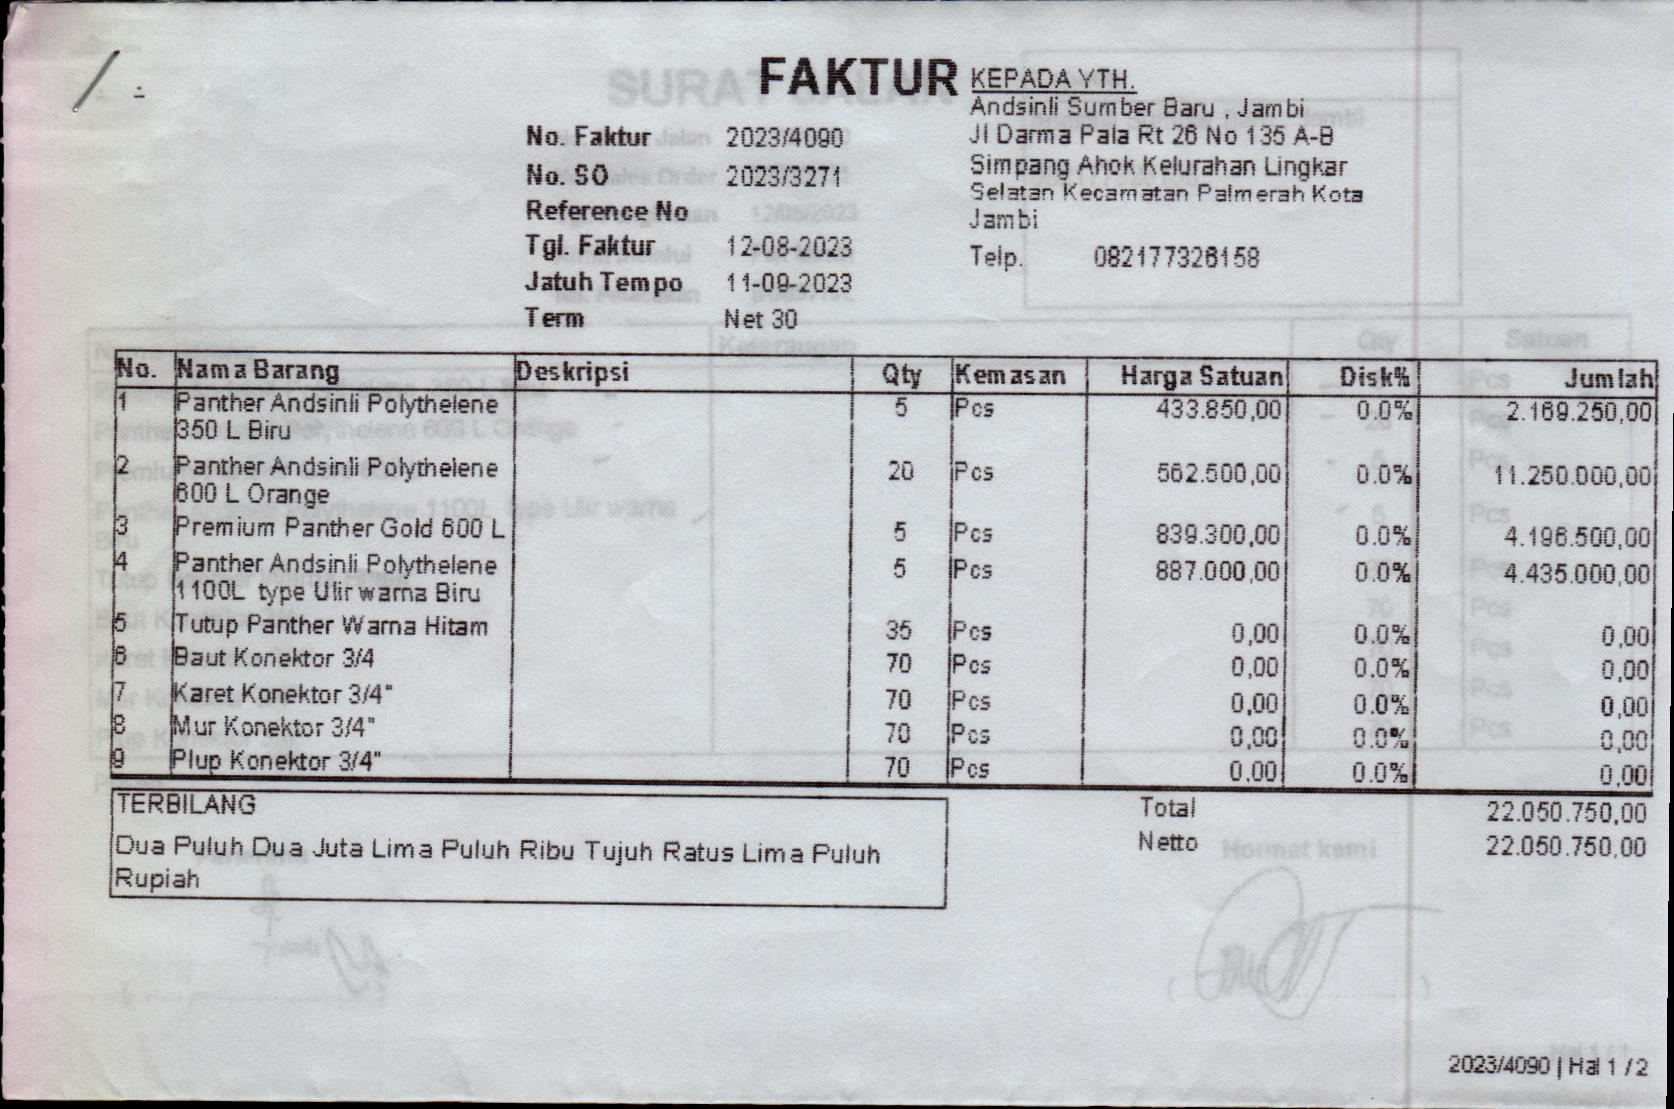 FAKTUR
KEPADA YTH.
Andsinli Sumber Baru , Jambi
Jl Darma Pala Rt 26 No 135 A-B
Simpang Ahok Kelurahan Lingkar
Selatan Kecamatan Palmerah Kota
Jambi
Telp. 082177326158
No. Faktur 2023/4090
No. SO 2023/3271
Reference No
Tgl. Faktur 12-08-2023
Jatuh Tempo 11-09-2023
Term Net 30
No. Nama Barang Deskripsi Qty Kemasan Harga Satuan Disk% Jumlah
1 Panther Andsinli Polythelene 5 Pcs 433.850,00 0.0% 2.169.250,00
350 L Biru
2 Panther Andsinli Polythelene 20 Pcs 562.500,00 0.0% 11.250.000,00
600 L Orange
3 Premium Panther Gold 600 L 5 Pcs 839.300,00 0.0% 4.196.500,00
4 Panther Andsinli Polythelene 5 Pcs 887.000,00 0.0% 4.435.000,00
1100L type Ulir warna Biru
5 Tutup Panther Warna Hitam 35 Pcs 0,00 0.0% 0,00
6 Baut Konektor 3/4 70 Pcs 0,00 0.0% 0,00
7 Karet Konektor 3/4" 70 Pcs 0,00 0.0% 0,00
8 Mur Konektor 3/4" 70 Pcs 0,00 0.0% 0,00
9 Plup Konektor 3/4" 70 Pcs 0,00 0.0% 0,00
TERBILANG
Dua Puluh Dua Juta Lima Puluh Ribu Tujuh Ratus Lima Puluh
Rupiah
Total 22.050.750,00
Netto 22.050.750,00
Hormat kami
2023/4090 | Hal 1 / 2